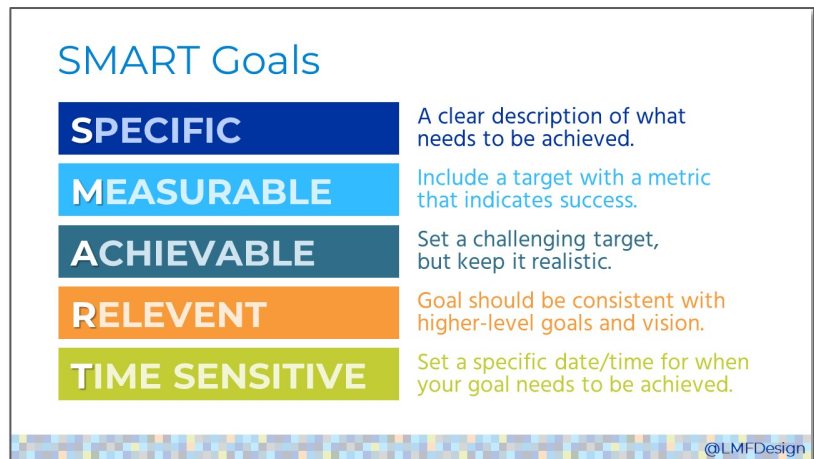 SMART Goals
SPECIFIC
A clear description of what
needs to be achieved.
MEASURABLE
Include a target with a metric
that indicates success.
ACHIEVABLE
Set a challenging target,
but keep it realistic.
RELEVENT
Goal should be consistent with
higher-level goals and vision.
TIME SENSITIVE
Set a specific date/time for when
your goal needs to be achieved.
@LMFDesign